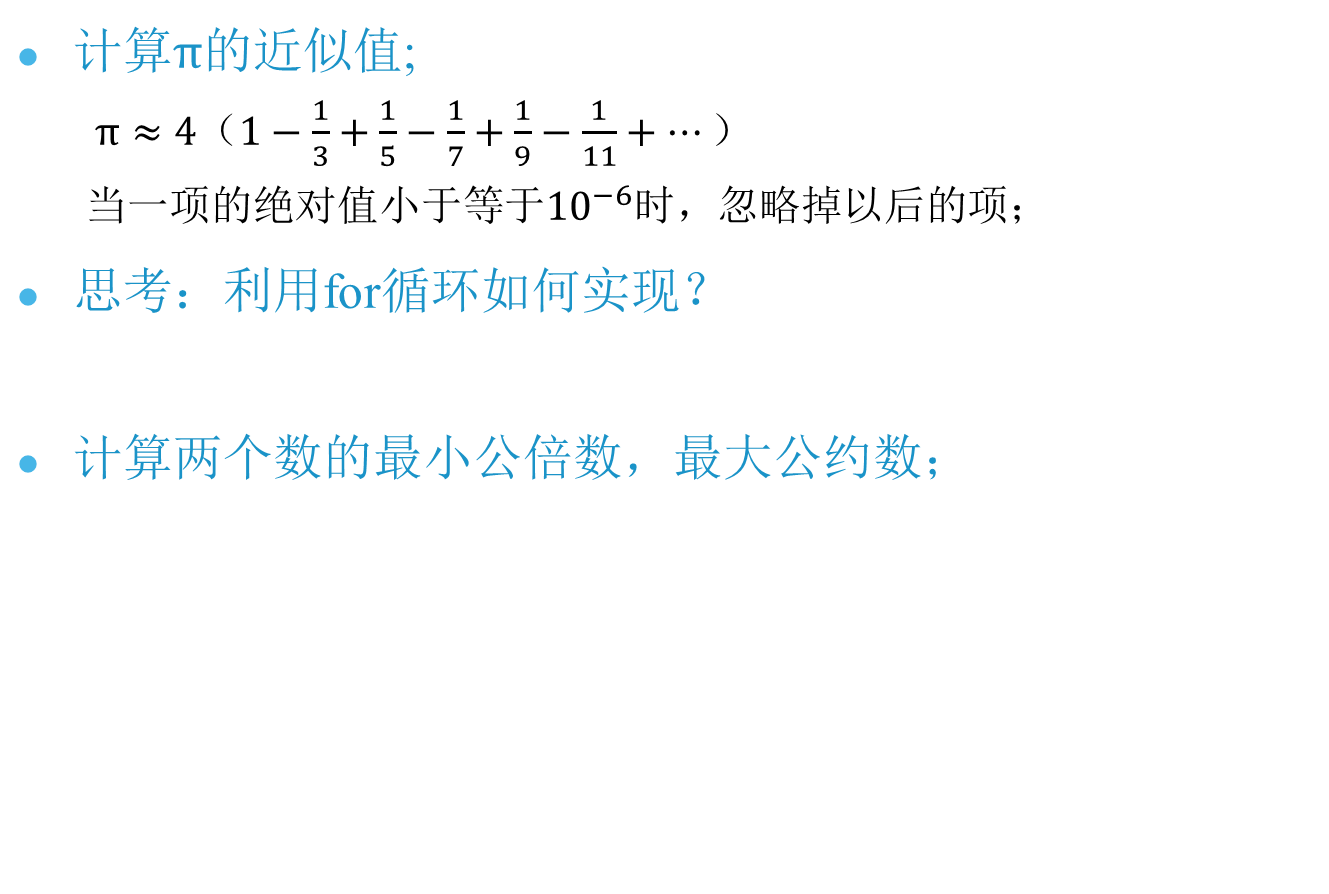 • 计算π的近似值;
π ≈ 4（1 − 1/3 + 1/5 − 1/7 + 1/9 − 1/11 + ⋯ ）
当一项的绝对值小于等于10⁻⁶时，忽略掉以后的项；
• 思考：利用for循环如何实现？
• 计算两个数的最小公倍数，最大公约数；